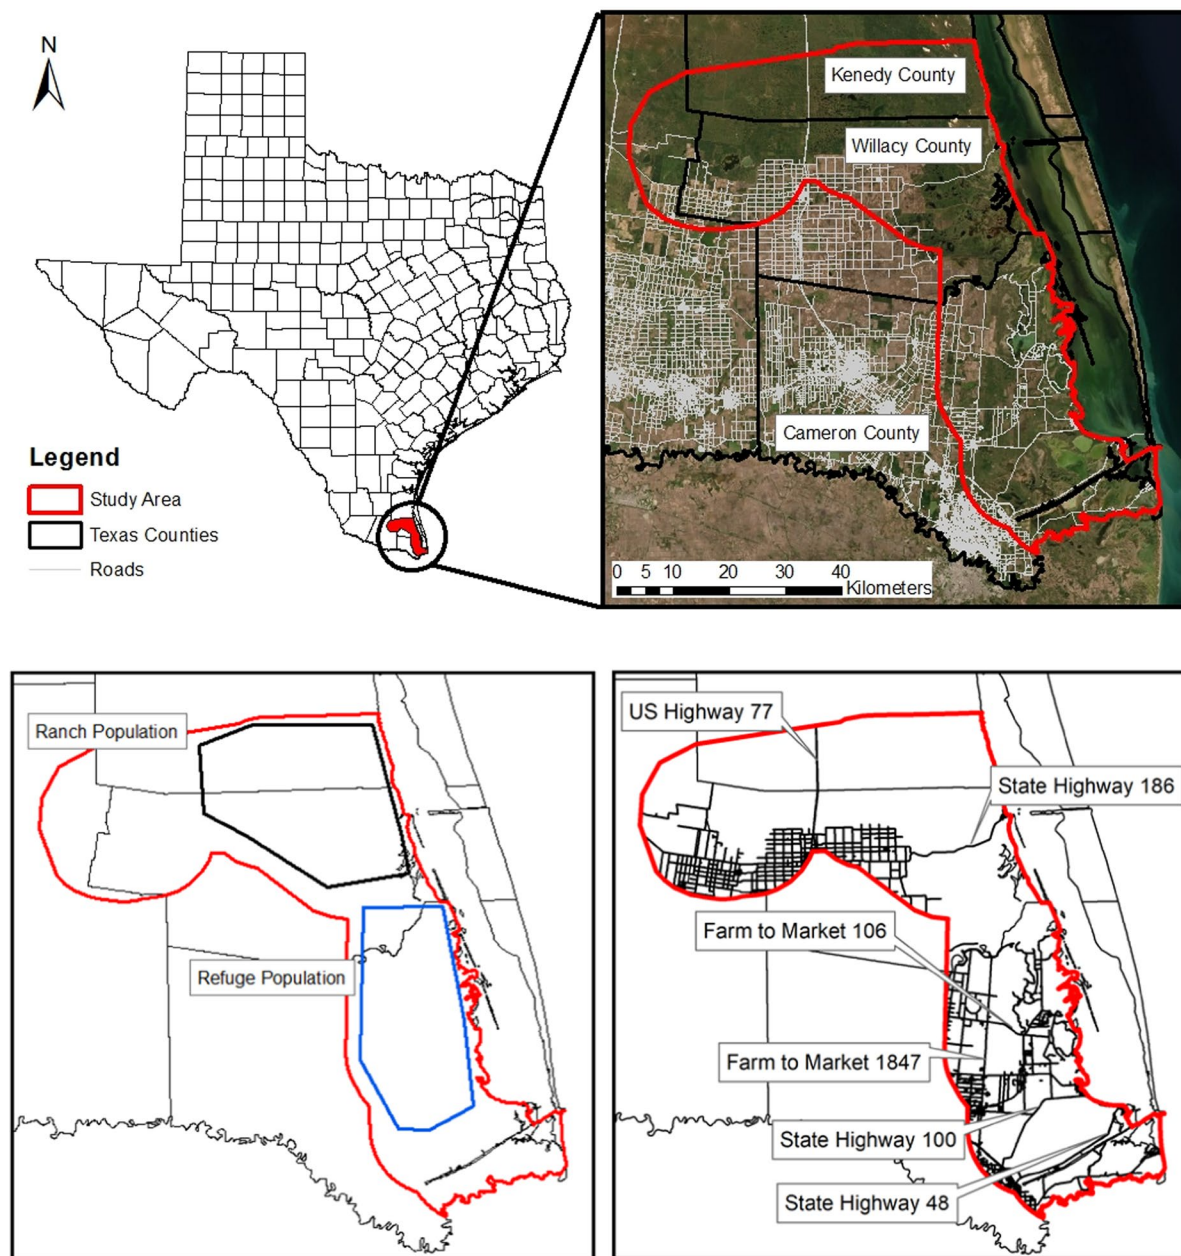 N
Legend
Study Area
Texas Counties
Roads
Kenedy County
Willacy County
Cameron County
0 5 10 20 30 40
Kilometers
Ranch Population
Refuge Population
US Highway 77
State Highway 186
Farm to Market 106
Farm to Market 1847
State Highway 100
State Highway 48